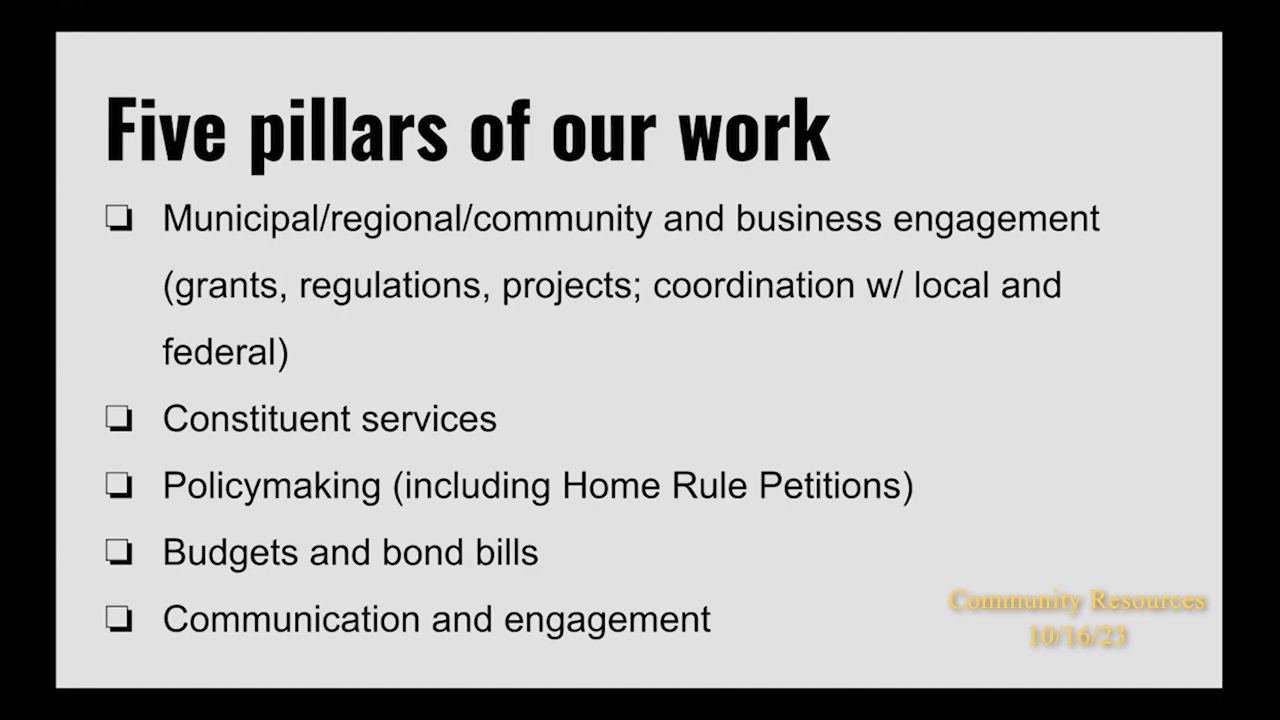 Five pillars of our work
❏ Municipal/regional/community and business engagement
(grants, regulations, projects; coordination w/ local and
federal)
❏ Constituent services
❏ Policymaking (including Home Rule Petitions)
❏ Budgets and bond bills
❏ Communication and engagement
Community Resources
10/16/23